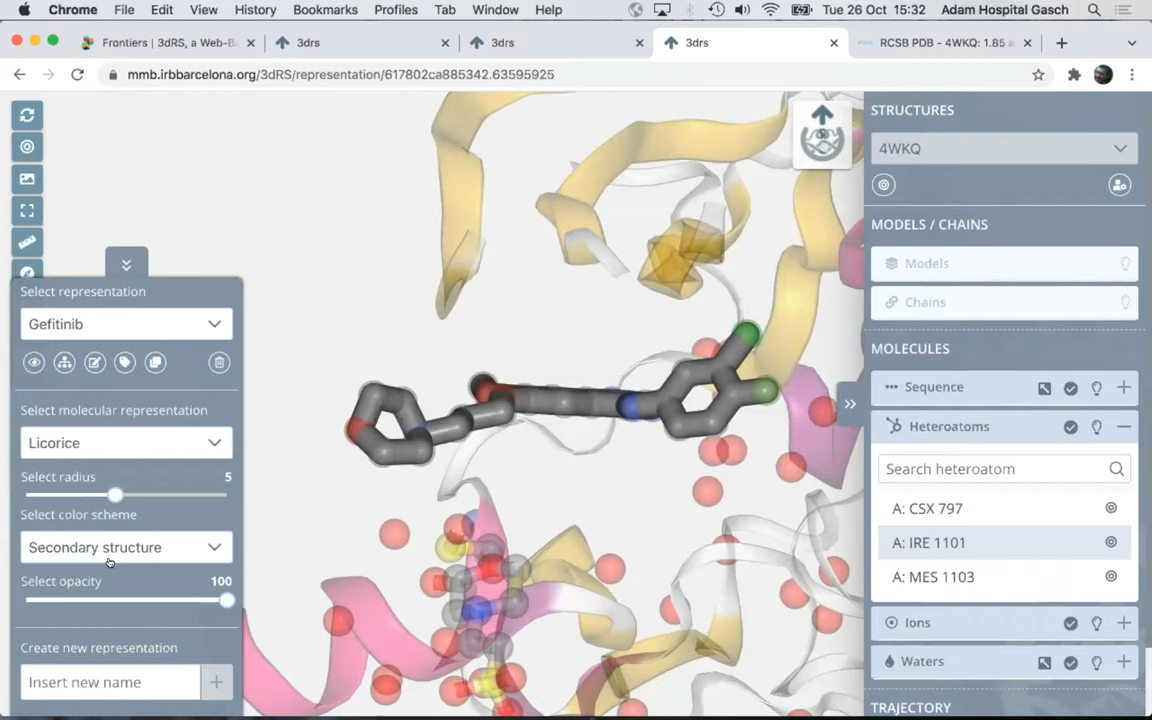 Chrome File Edit View History Bookmarks Profiles Tab Window Help Tue 26 Oct 15:32 Adam Hospital Gasch
Frontiers | 3dRS, a Web-Ba
3drs
3drs
3drs
RCSB PDB - 4WKQ: 1.85 a
mmb.irbbarcelona.org/3dRS/representation/617802ca885342.63595925
Select representation
Gefitinib
Select molecular representation
Licorice
Select radius 5
Select color scheme
Secondary structure
Select opacity 100
Create new representation
Insert new name
STRUCTURES
4WKQ
MODELS / CHAINS
Models
Chains
MOLECULES
Sequence
Heteroatoms
Search heteroatom
A: CSX 797
A: IRE 1101
A: MES 1103
Ions
Waters
TRAJECTORY